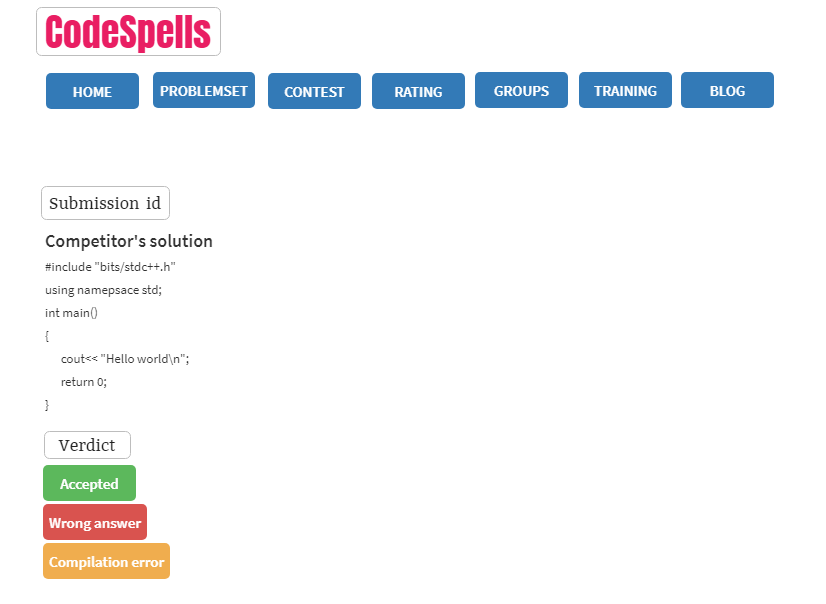 CodeSpells
HOME PROBLEMSET CONTEST RATING GROUPS TRAINING BLOG
Submission id
Competitor's solution
#include "bits/stdc++.h"
using namepsace std;
int main()
{
cout<< "Hello world\n";
return 0;
}
Verdict
Accepted
Wrong answer
Compilation error